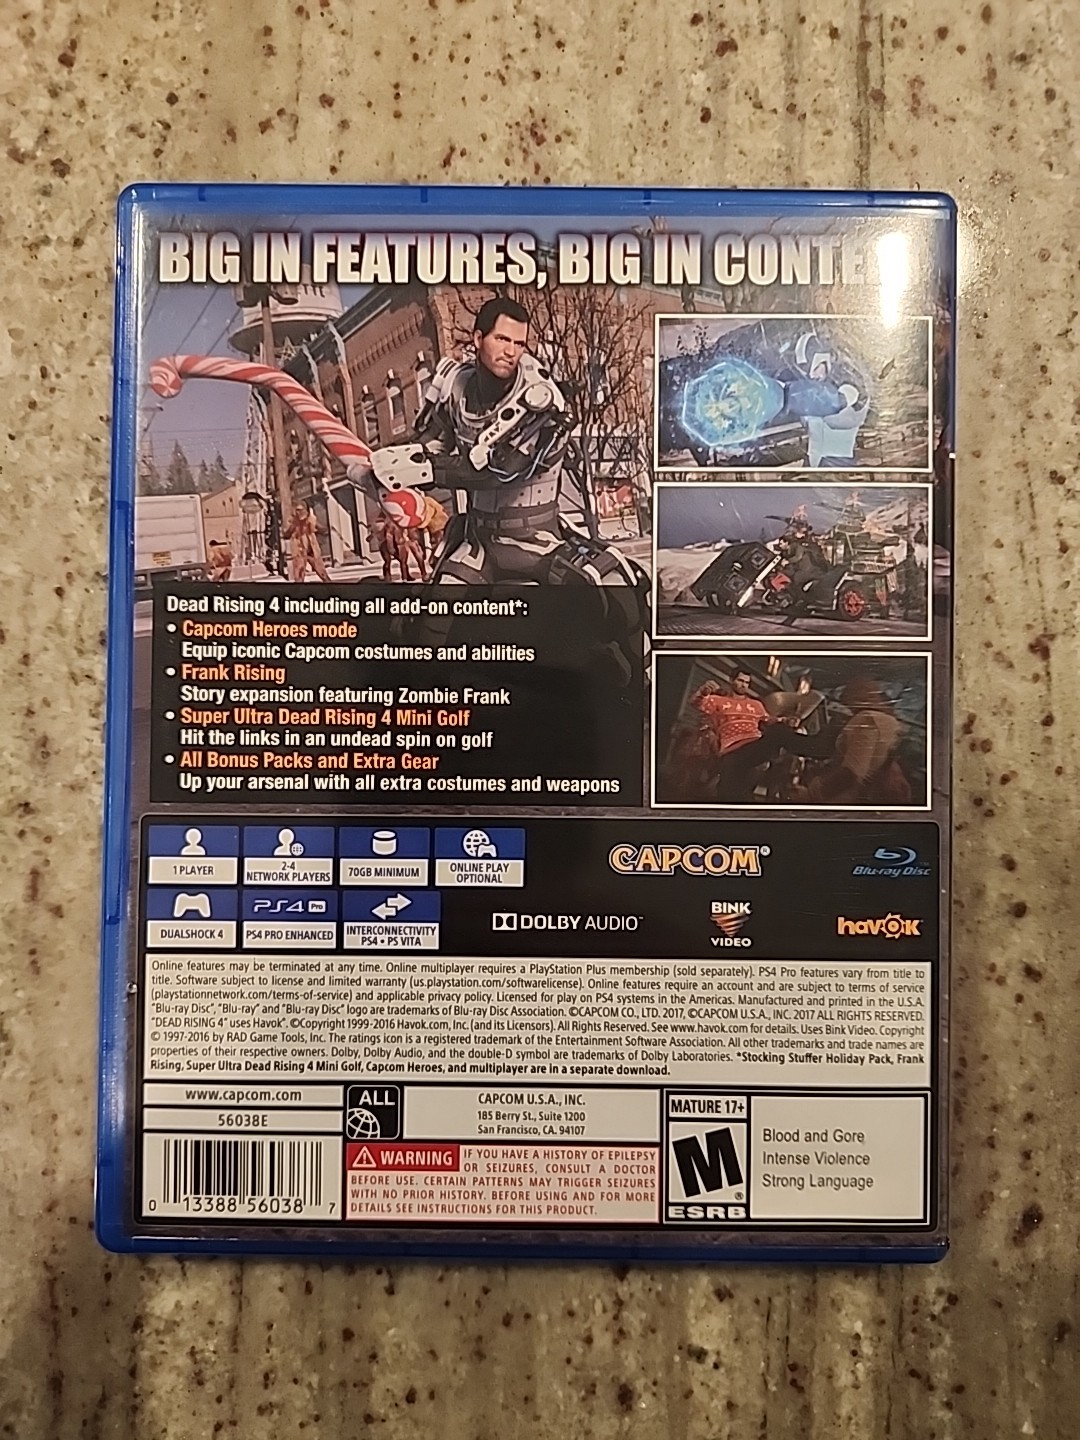 BIG IN FEATURES, BIG IN CONTE
Dead Rising 4 including all add-on content*:
• Capcom Heroes mode
Equip iconic Capcom costumes and abilities
• Frank Rising
Story expansion featuring Zombie Frank
• Super Ultra Dead Rising 4 Mini Golf
Hit the links in an undead spin on golf
• All Bonus Packs and Extra Gear
Up your arsenal with all extra costumes and weapons
1 PLAYER
2-4
NETWORK PLAYERS
70GB MINIMUM
ONLINE PLAY
OPTIONAL
DUALSHOCK 4
PS4 Pro
PS4 PRO ENHANCED
INTERCONNECTIVITY
PS4 • PS VITA
CAPCOM®
Blu-ray Disc™
DOLBY AUDIO™
BINK
VIDEO
havok
Online features may be terminated at any time. Online multiplayer requires a PlayStation Plus membership (sold separately). PS4 Pro features vary from title to
title. Software subject to license and limited warranty (us.playstation.com/softwarelicense). Online features require an account and are subject to terms of service
(playstationnetwork.com/terms-of-service) and applicable privacy policy. Licensed for play on PS4 systems in the Americas. Manufactured and printed in the U.S.A.
"Blu-ray Disc", "Blu-ray" and "Blu-ray Disc" logo are trademarks of Blu-ray Disc Association. ©CAPCOM CO., LTD. 2017, ©CAPCOM U.S.A., INC. 2017 ALL RIGHTS RESERVED.
"DEAD RISING 4" uses Havok®. ©Copyright 1999-2016 Havok.com, Inc. (and its Licensors). All Rights Reserved. See www.havok.com for details. Uses Bink Video. Copyright
© 1997-2016 by RAD Game Tools, Inc. The ratings icon is a registered trademark of the Entertainment Software Association. All other trademarks and trade names are
properties of their respective owners. Dolby, Dolby Audio, and the double-D symbol are trademarks of Dolby Laboratories. *Stocking Stuffer Holiday Pack, Frank
Rising, Super Ultra Dead Rising 4 Mini Golf, Capcom Heroes, and multiplayer are in a separate download.
www.capcom.com
56038E
ALL
CAPCOM U.S.A., INC.
185 Berry St., Suite 1200
San Francisco, CA. 94107
WARNING IF YOU HAVE A HISTORY OF EPILEPSY
OR SEIZURES, CONSULT A DOCTOR
BEFORE USE. CERTAIN PATTERNS MAY TRIGGER SEIZURES
WITH NO PRIOR HISTORY. BEFORE USING AND FOR MORE
DETAILS SEE INSTRUCTIONS FOR THIS PRODUCT.
0 13388 56038 7
MATURE 17+
M
®
ESRB
Blood and Gore
Intense Violence
Strong Language